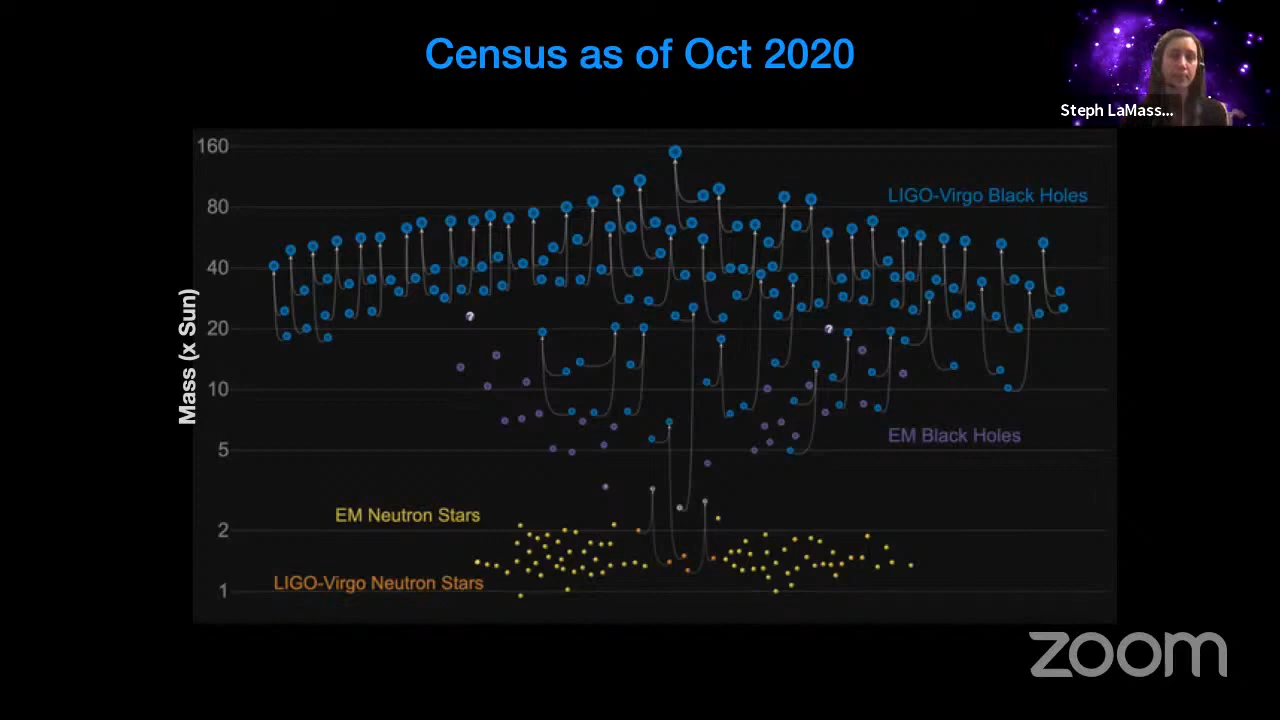 Census as of Oct 2020
Steph LaMass...
160
80
40
20
10
5
2
1
Mass (x Sun)
LIGO-Virgo Black Holes
EM Black Holes
EM Neutron Stars
LIGO-Virgo Neutron Stars
?
?
zoom